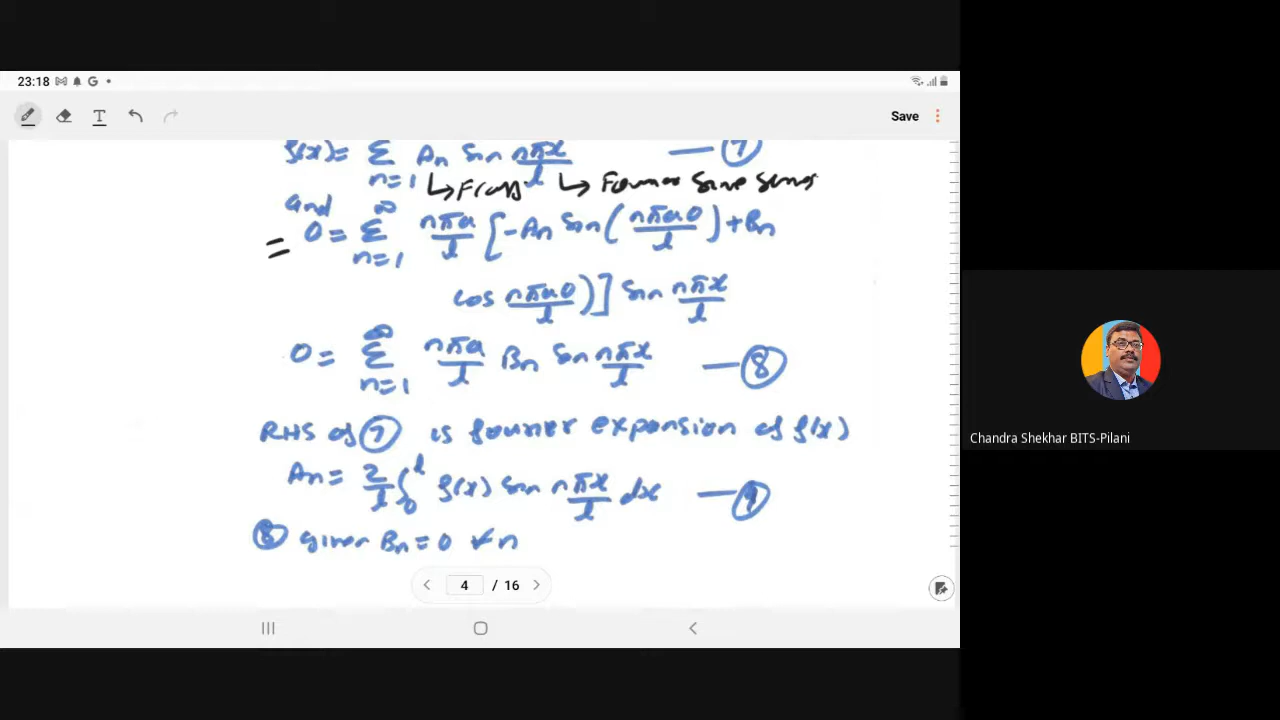 23:18
Save
f(x) = Σ n=1 An Sin nπx/l — ⑦
↳ ↳ Fourier Sine Series
and
0 = Σ n=1 ∞ nπa/l [-An Sin (nπa0/l) + Bn
cos nπa0/l)] Sin nπx/l
0 = Σ n=1 ∞ nπa/l Bn Sin nπx/l — ⑧
RHS of ⑦ is fourier expansion of f(x)
An = 2/l ∫0 l f(x) Sin nπx/l dx — ⑨
⑧ gives Bn = 0 ∀ n
4 / 16
Chandra Shekhar BITS-Pilani